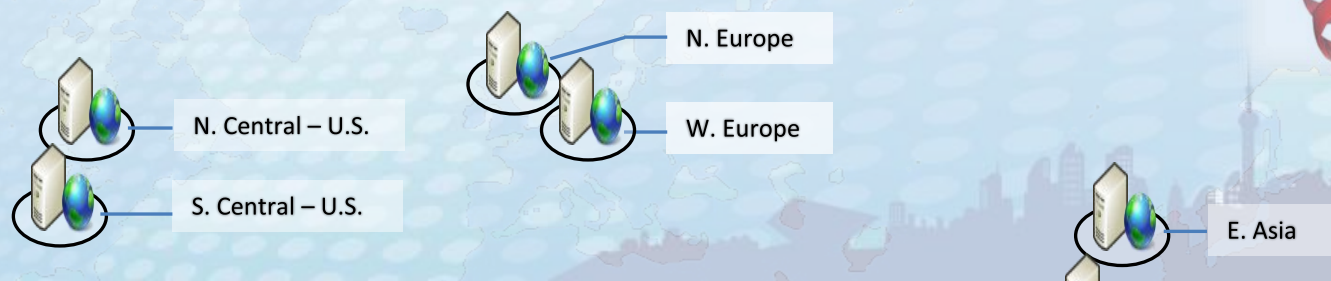 N. Europe
N. Central – U.S.
W. Europe
S. Central – U.S.
E. Asia